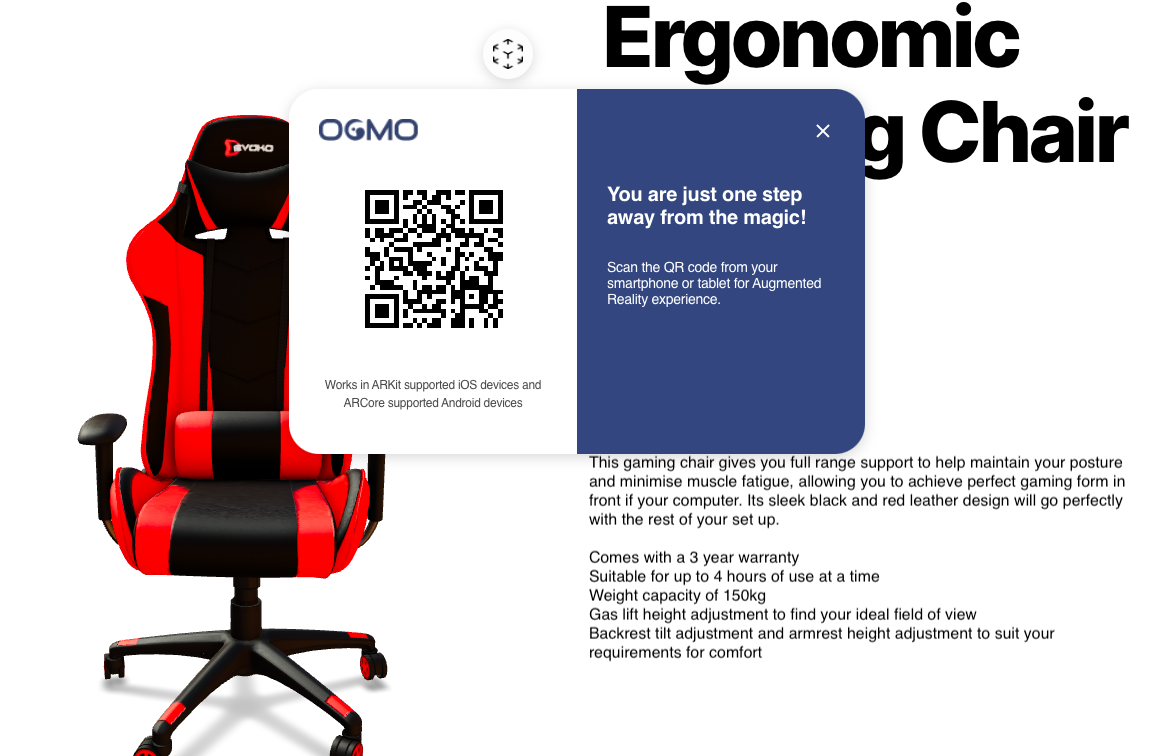 Ergonomic
g Chair
EVOKO
OGMO
You are just one step
away from the magic!
Scan the QR code from your
smartphone or tablet for Augmented
Reality experience.
Works in ARKit supported iOS devices and
ARCore supported Android devices
This gaming chair gives you full range support to help maintain your posture
and minimise muscle fatigue, allowing you to achieve perfect gaming form in
front if your computer. Its sleek black and red leather design will go perfectly
with the rest of your set up.
Comes with a 3 year warranty
Suitable for up to 4 hours of use at a time
Weight capacity of 150kg
Gas lift height adjustment to find your ideal field of view
Backrest tilt adjustment and armrest height adjustment to suit your
requirements for comfort